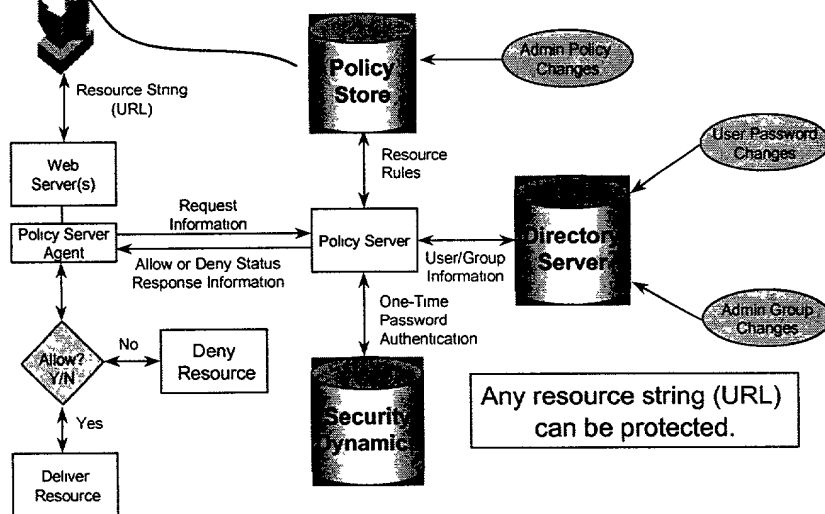 Policy
Store
Admin Policy
Changes
Resource String
(URL)
Web
Server(s)
Resource
Rules
User Password
Changes
Request
Information
Policy Server
Agent
Policy Server
Directory
Server
Allow or Deny Status
Response Information
User/Group
Information
One-Time
Password
Authentication
Admin Group
Changes
Allow?
Y/N
No
Deny
Resource
Yes
Security
Dynamic
Any resource string (URL)
can be protected.
Deliver
Resource